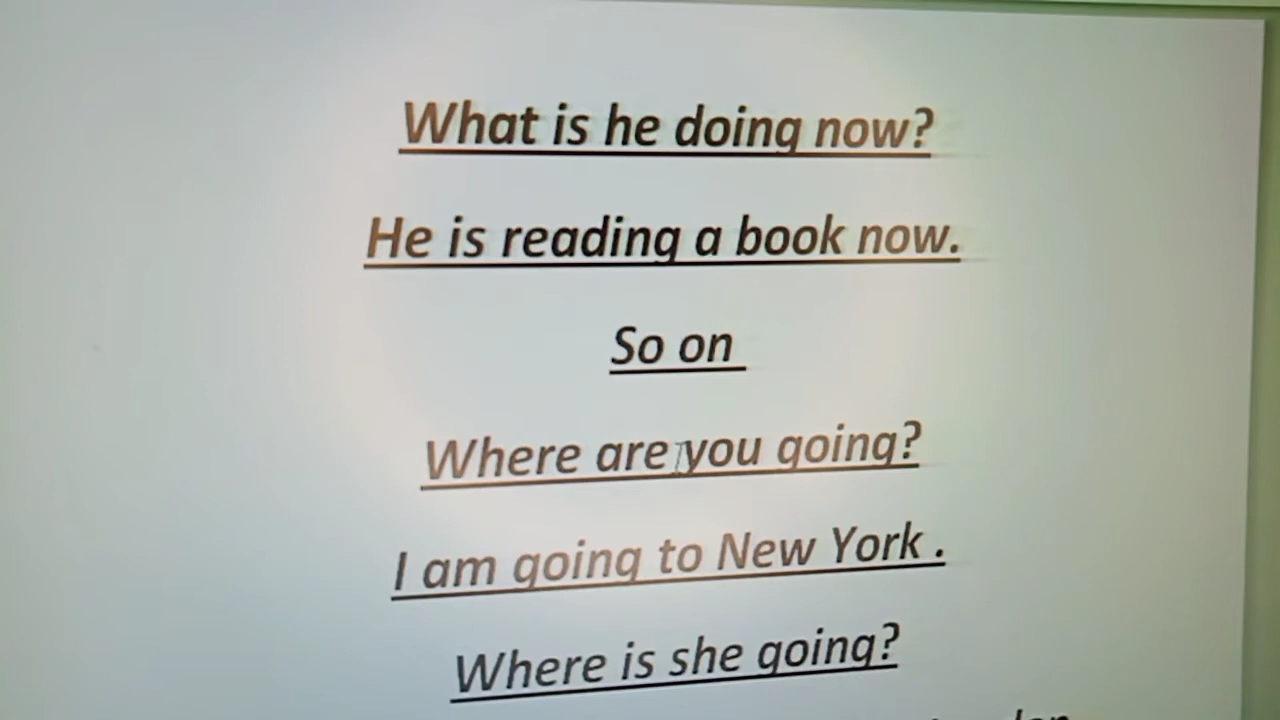 What is he doing now?
He is reading a book now.
So on
Where are you going?
I am going to New York .
Where is she going?